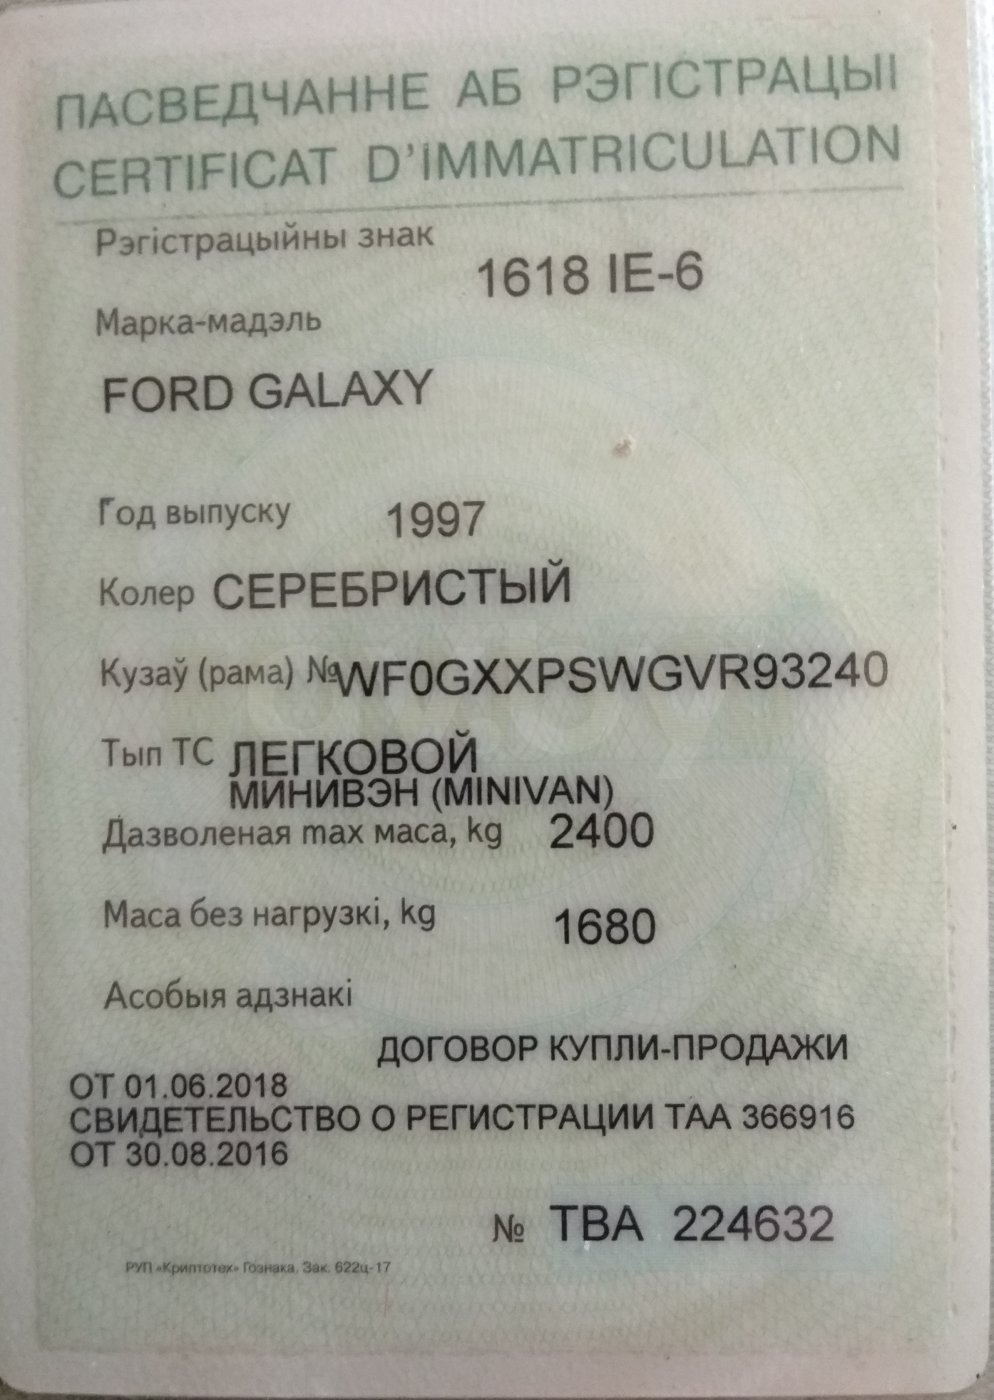 ПАСВЕДЧАННЕ АБ РЭГІСТРАЦЫІ
CERTIFICAT D'IMMATRICULATION
Рэгістрацыйны знак
1618 IE-6
Марка-мадэль
FORD GALAXY
Год выпуску 1997
Колер СЕРЕБРИСТЫЙ
Кузаў (рама) № WF0GXXPSWGVR93240
Тып ТС ЛЕГКОВОЙ
МИНИВЭН (MINIVAN)
Дазволеная max маса, kg 2400
Маса без нагрузкі, kg 1680
Асобыя адзнакі
ДОГОВОР КУПЛИ-ПРОДАЖИ
ОТ 01.06.2018
СВИДЕТЕЛЬСТВО О РЕГИСТРАЦИИ ТАА 366916
ОТ 30.08.2016
№ ТВА 224632
РУП «Криптотех» Гознака. Зак. 622ц-17